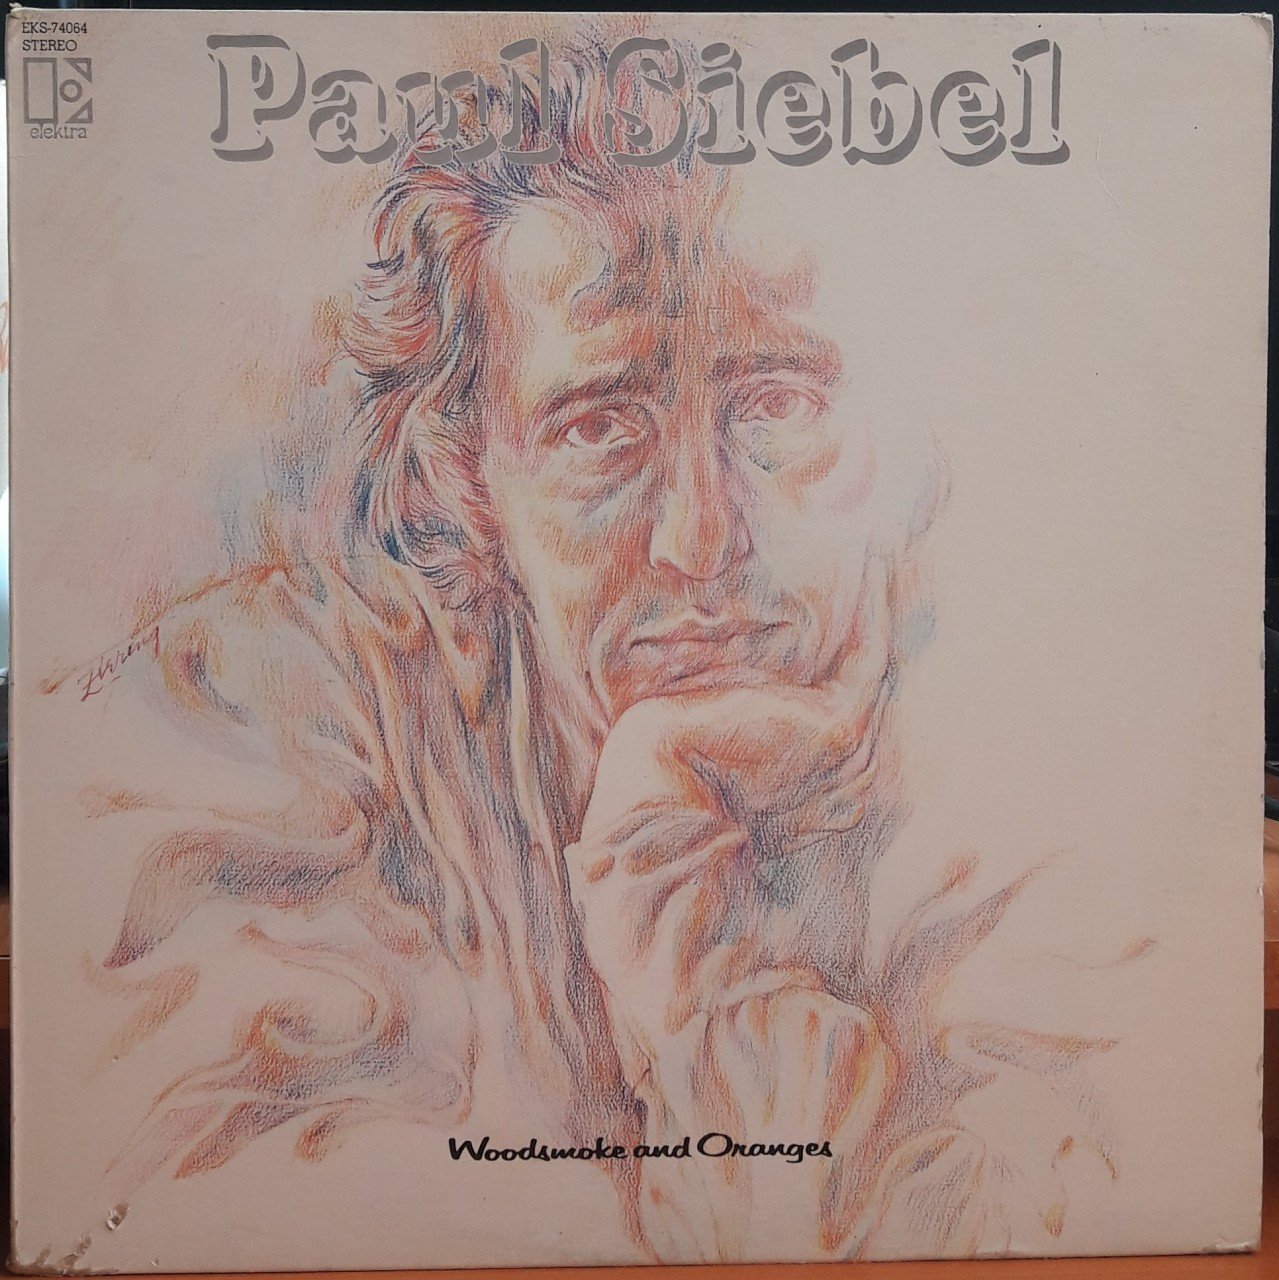 EKS-74064
STEREO
elektra
Paul Siebel
Woodsmoke and Oranges